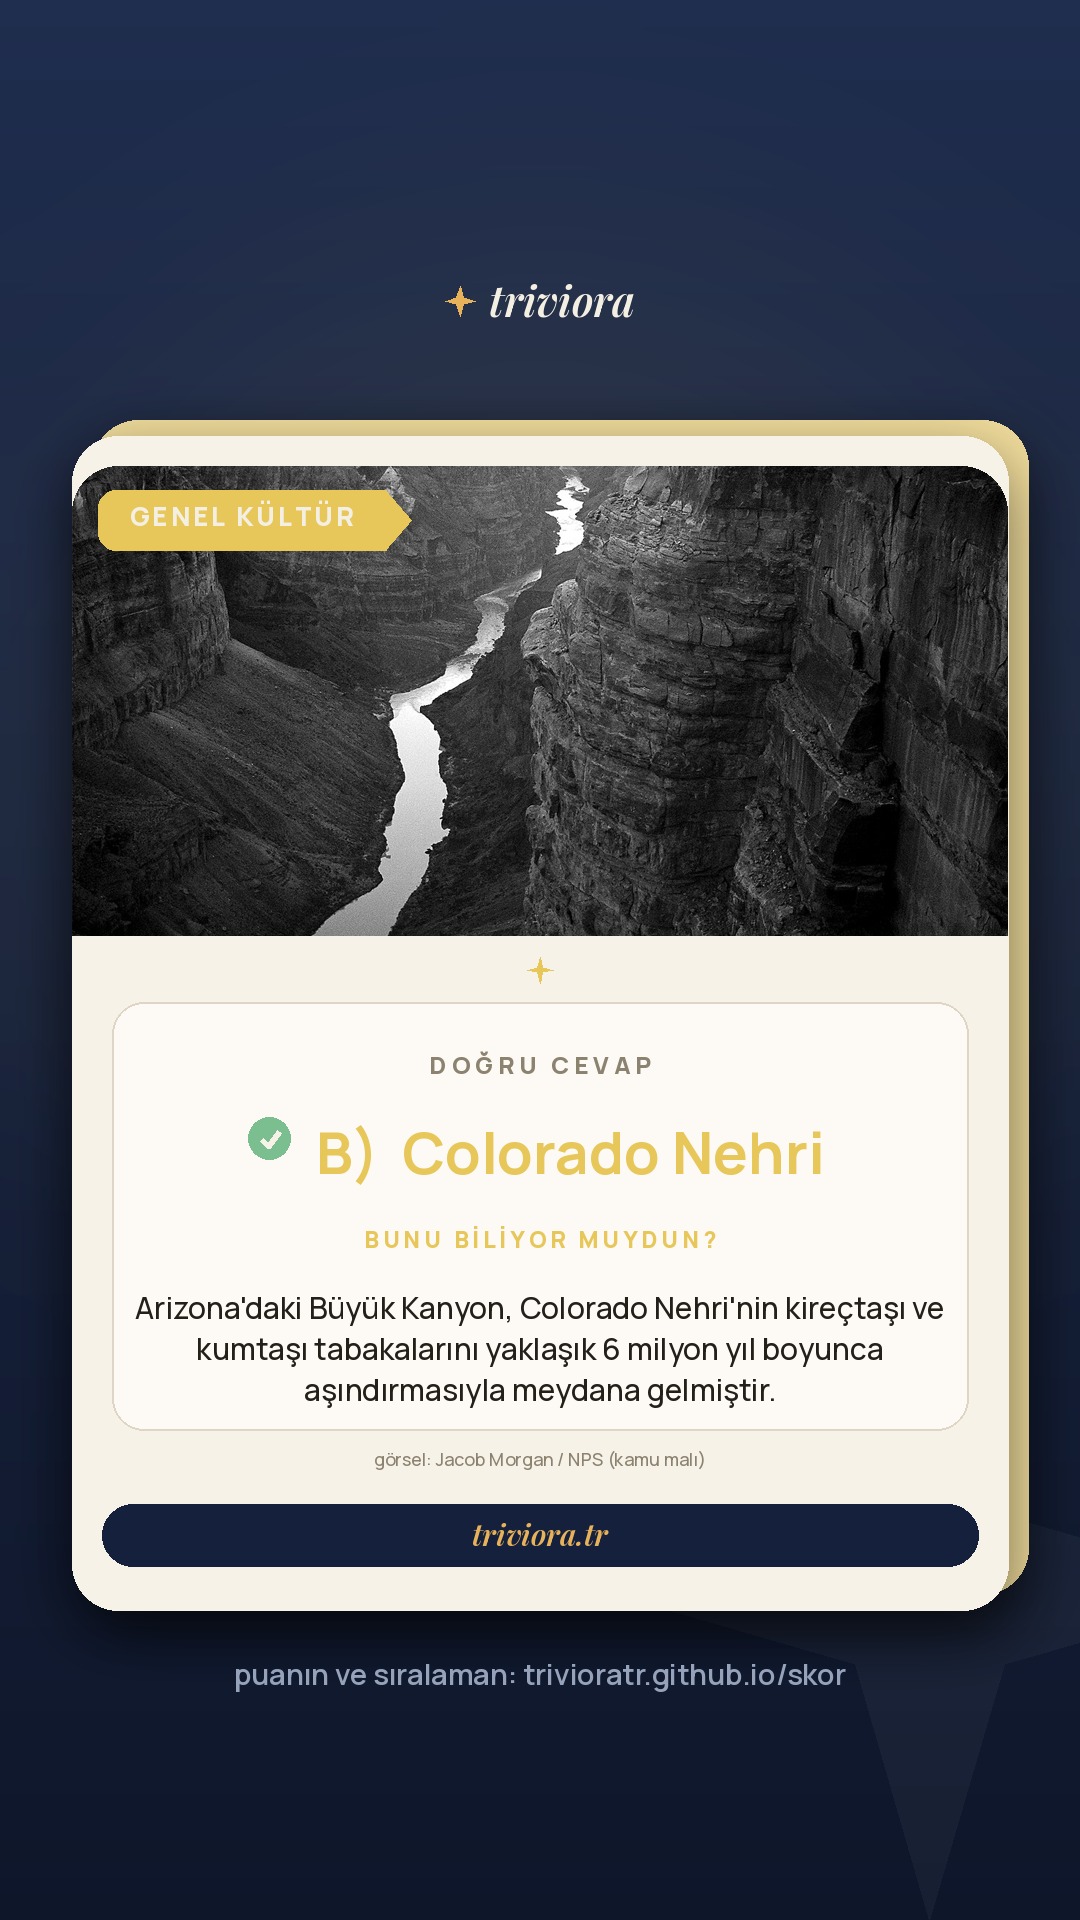 triviora
GENEL KÜLTÜR
DOĞRU CEVAP
B) Colorado Nehri
BUNU BİLİYOR MUYDUN?
Arizona'daki Büyük Kanyon, Colorado Nehri'nin kireçtaşı ve
kumtaşı tabakalarını yaklaşık 6 milyon yıl boyunca
aşındırmasıyla meydana gelmiştir.
görsel: Jacob Morgan / NPS (kamu malı)
triviora.tr
puanın ve sıralaman: trivioratr.github.io/skor